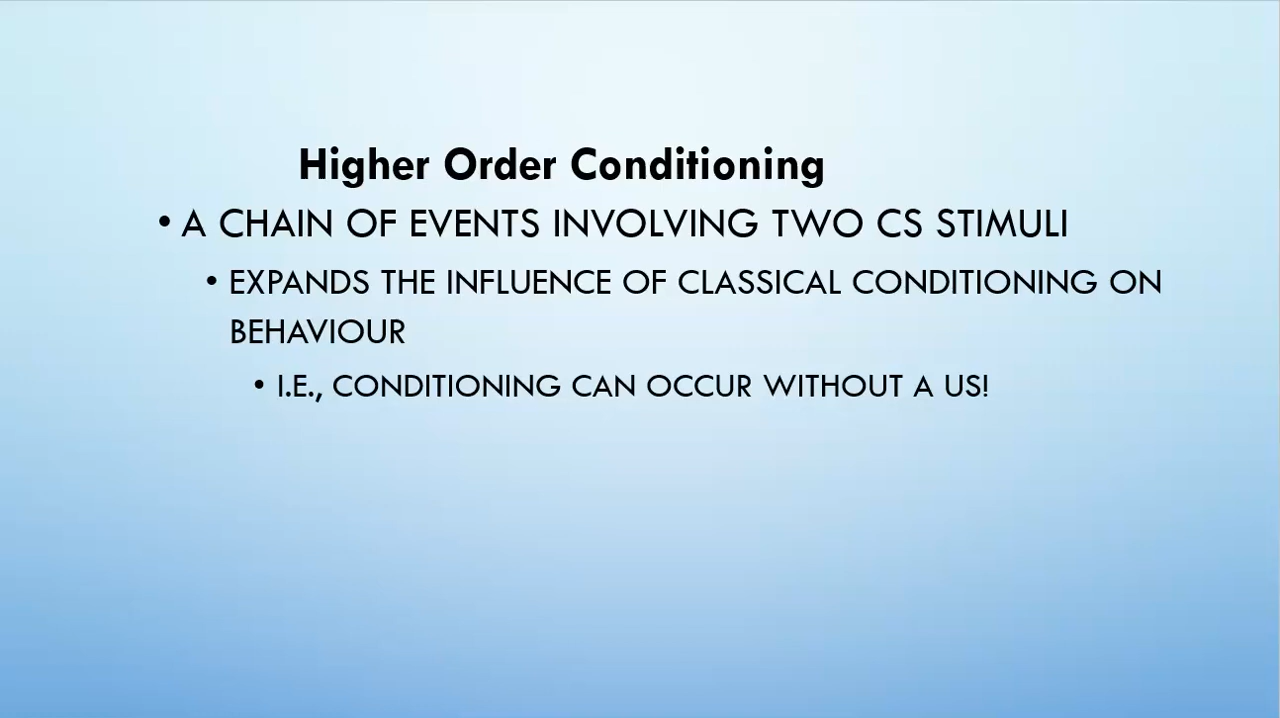 Higher Order Conditioning
• A CHAIN OF EVENTS INVOLVING TWO CS STIMULI
• EXPANDS THE INFLUENCE OF CLASSICAL CONDITIONING ON
BEHAVIOUR
• I.E., CONDITIONING CAN OCCUR WITHOUT A US!